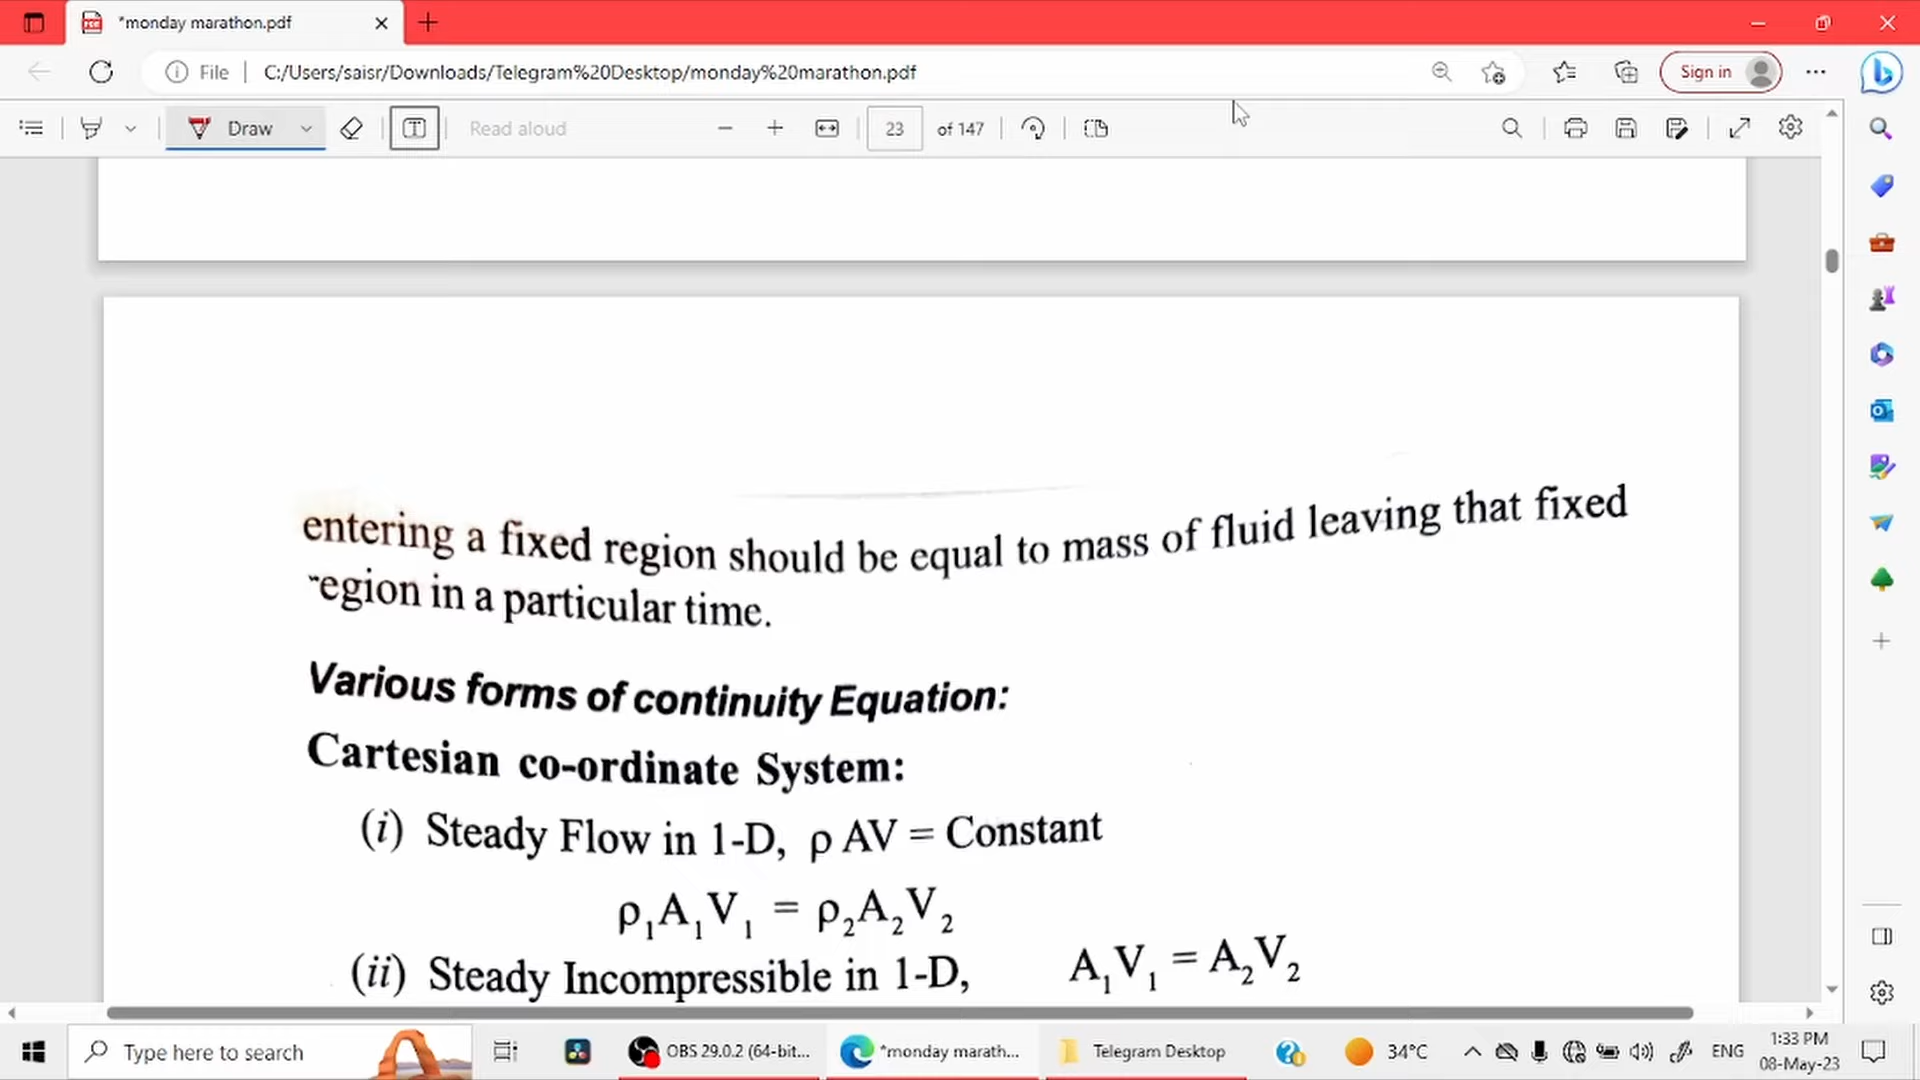 *monday marathon.pdf
File
C:/Users/saisr/Downloads/Telegram%20Desktop/monday%20marathon.pdf
Sign in
Draw
Read aloud
23 of 147
entering a fixed region should be equal to mass of fluid leaving that fixed
egion in a particular time.
Various forms of continuity Equation:
Cartesian co-ordinate System:
(i) Steady Flow in 1-D, ρ AV = Constant
ρ₁A₁V₁ = ρ₂A₂V₂
(ii) Steady Incompressible in 1-D, A₁V₁ = A₂V₂
Type here to search
OBS 29.0.2 (64-bit...
*monday marath...
Telegram Desktop
34°C
ENG
1:33 PM
08-May-23